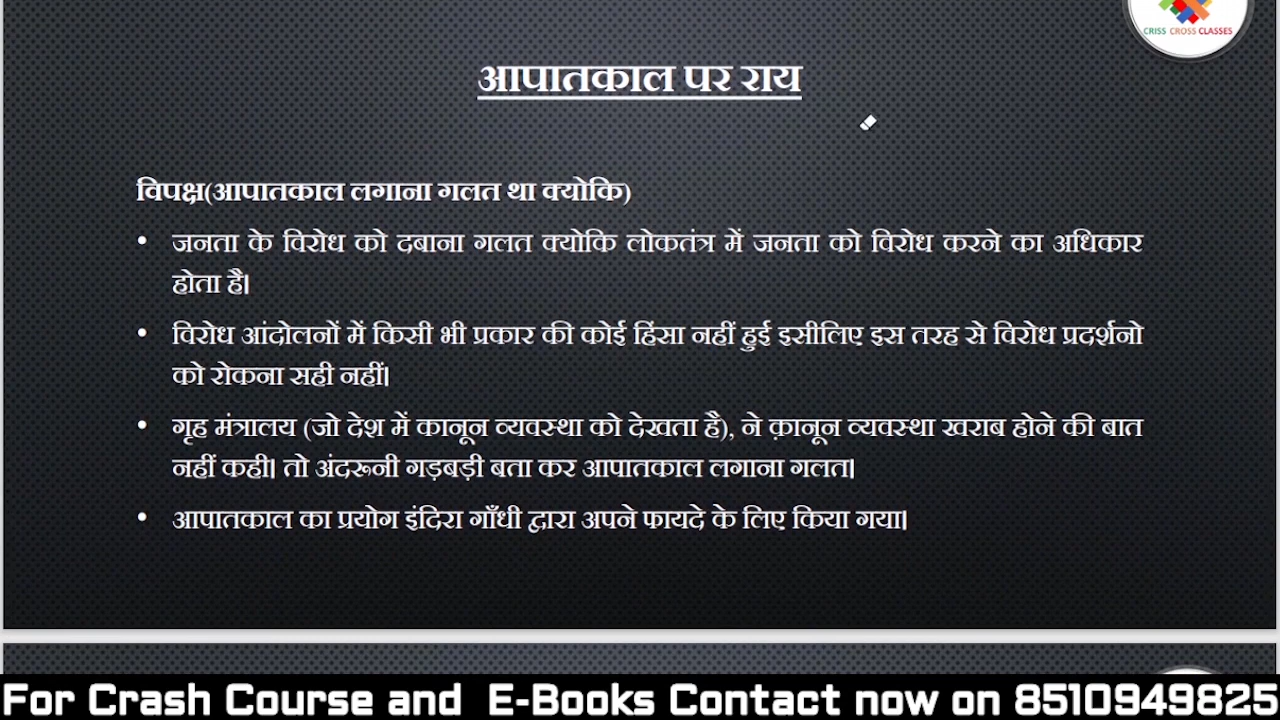 CRISS CROSS CLASSES
आपातकाल पर राय
विपक्ष(आपातकाल लगाना गलत था क्योकि)
• जनता के विरोध को दबाना गलत क्योकि लोकतंत्र में जनता को विरोध करने का अधिकार
होता है।
• विरोध आंदोलनों में किसी भी प्रकार की कोई हिंसा नहीं हुई इसीलिए इस तरह से विरोध प्रदर्शनो
को रोकना सही नहीं।
• गृह मंत्रालय (जो देश में कानून व्यवस्था को देखता है), ने क़ानून व्यवस्था खराब होने की बात
नहीं कही। तो अंदरूनी गड़बड़ी बता कर आपातकाल लगाना गलत।
• आपातकाल का प्रयोग इंदिरा गाँधी द्वारा अपने फायदे के लिए किया गया।
For Crash Course and E-Books Contact now on 8510949825